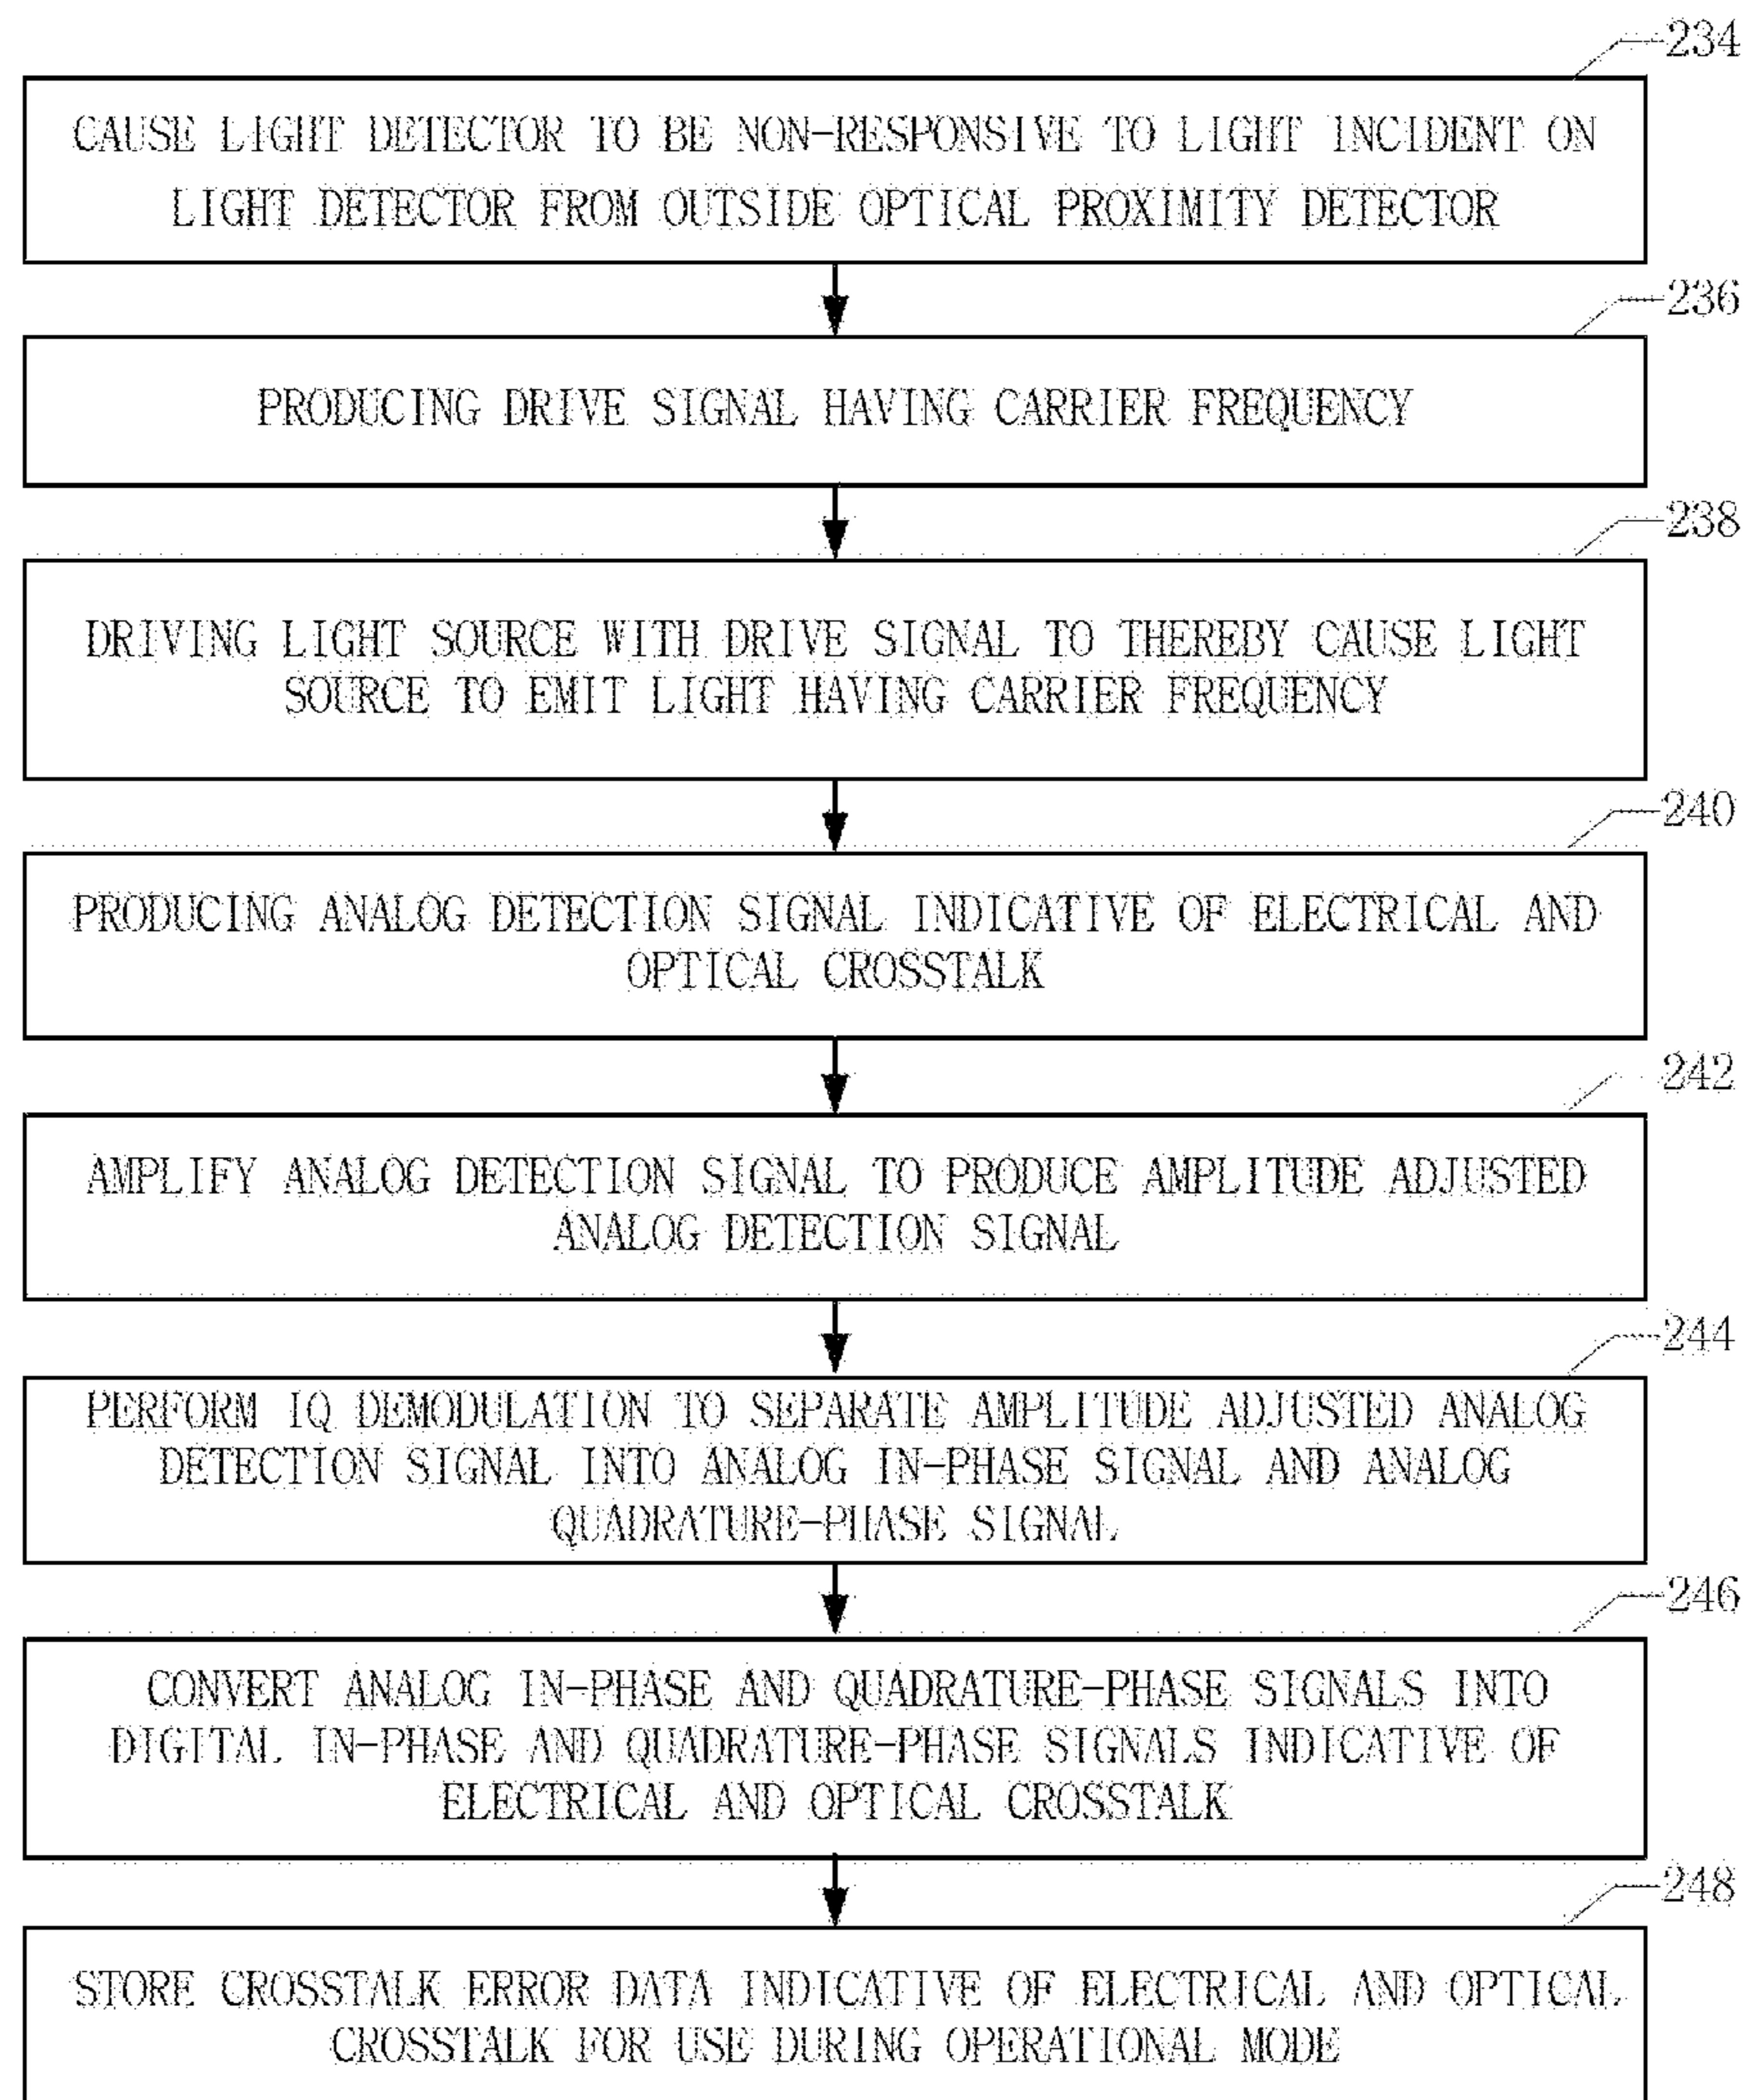 234
CAUSE LIGHT DETECTOR TO BE NON-RESPONSIVE TO LIGHT INCIDENT ON
LIGHT DETECTOR FROM OUTSIDE OPTICAL PROXIMITY DETECTOR
236
PRODUCING DRIVE SIGNAL HAVING CARRIER FREQUENCY
238
DRIVING LIGHT SOURCE WITH DRIVE SIGNAL TO THEREBY CAUSE LIGHT
SOURCE TO EMIT LIGHT HAVING CARRIER FREQUENCY
240
PRODUCING ANALOG DETECTION SIGNAL INDICATIVE OF ELECTRICAL AND
OPTICAL CROSSTALK
242
AMPLIFY ANALOG DETECTION SIGNAL TO PRODUCE AMPLITUDE ADJUSTED
ANALOG DETECTION SIGNAL
244
PERFORM IQ DEMODULATION TO SEPARATE AMPLITUDE ADJUSTED ANALOG
DETECTION SIGNAL INTO ANALOG IN-PHASE SIGNAL AND ANALOG
QUADRATURE-PHASE SIGNAL
246
CONVERT ANALOG IN-PHASE AND QUADRATURE-PHASE SIGNALS INTO
DIGITAL IN-PHASE AND QUADRATURE-PHASE SIGNALS INDICATIVE OF
ELECTRICAL AND OPTICAL CROSSTALK
248
STORE CROSSTALK ERROR DATA INDICATIVE OF ELECTRICAL AND OPTICAL
CROSSTALK FOR USE DURING OPERATIONAL MODE